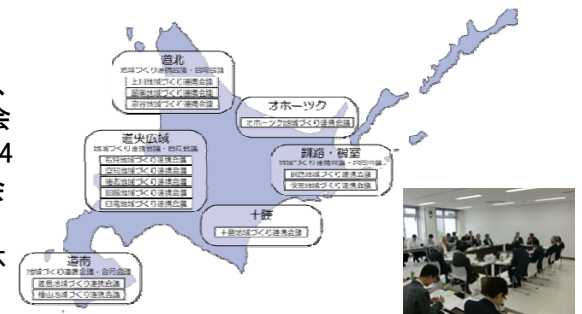 、
会
4
会
道北
地域づくり連携会議・合同会議
上川地域づくり連携会議
留萌地域づくり連携会議
宗谷地域づくり連携会議
オホーツク
オホーツク地域づくり連携会議
道央広域
地域づくり連携会議・合同会議
石狩地域づくり連携会議
空知地域づくり連携会議
後志地域づくり連携会議
胆振地域づくり連携会議
日高地域づくり連携会議
釧路・根室
地域づくり連携会議・合同会議
釧路地域づくり連携会議
根室地域づくり連携会議
十勝
十勝地域づくり連携会議
道南
地域づくり連携会議・合同会議
渡島地域づくり連携会議
檜山地域づくり連携会議